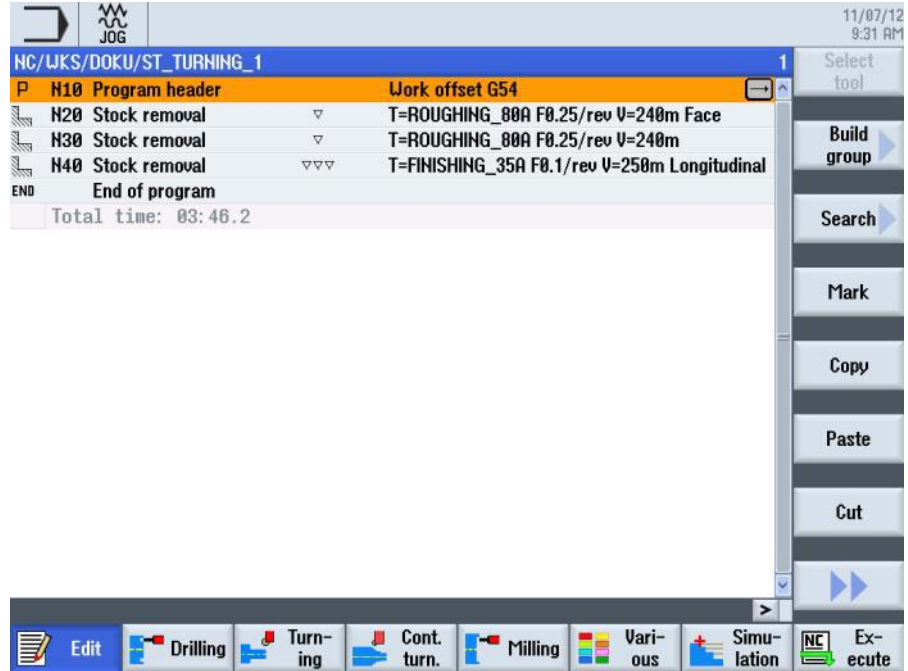 11/07/12
9:31 AM
JOG
NC/WKS/DOKU/ST_TURNING_1 1
P N10 Program header Work offset G54
N20 Stock removal ▽ T=ROUGHING_80A F0.25/rev V=240m Face
N30 Stock removal ▽ T=ROUGHING_80A F0.25/rev V=240m
N40 Stock removal ▽▽▽ T=FINISHING_35A F0.1/rev V=250m Longitudinal
END End of program
Total time: 03:46.2
Select
tool
Build
group
Search
Mark
Copy
Paste
Cut
>
Edit
Drilling
Turn-
ing
Cont.
turn.
Milling
Vari-
ous
Simu-
lation
NC
Ex-
ecute